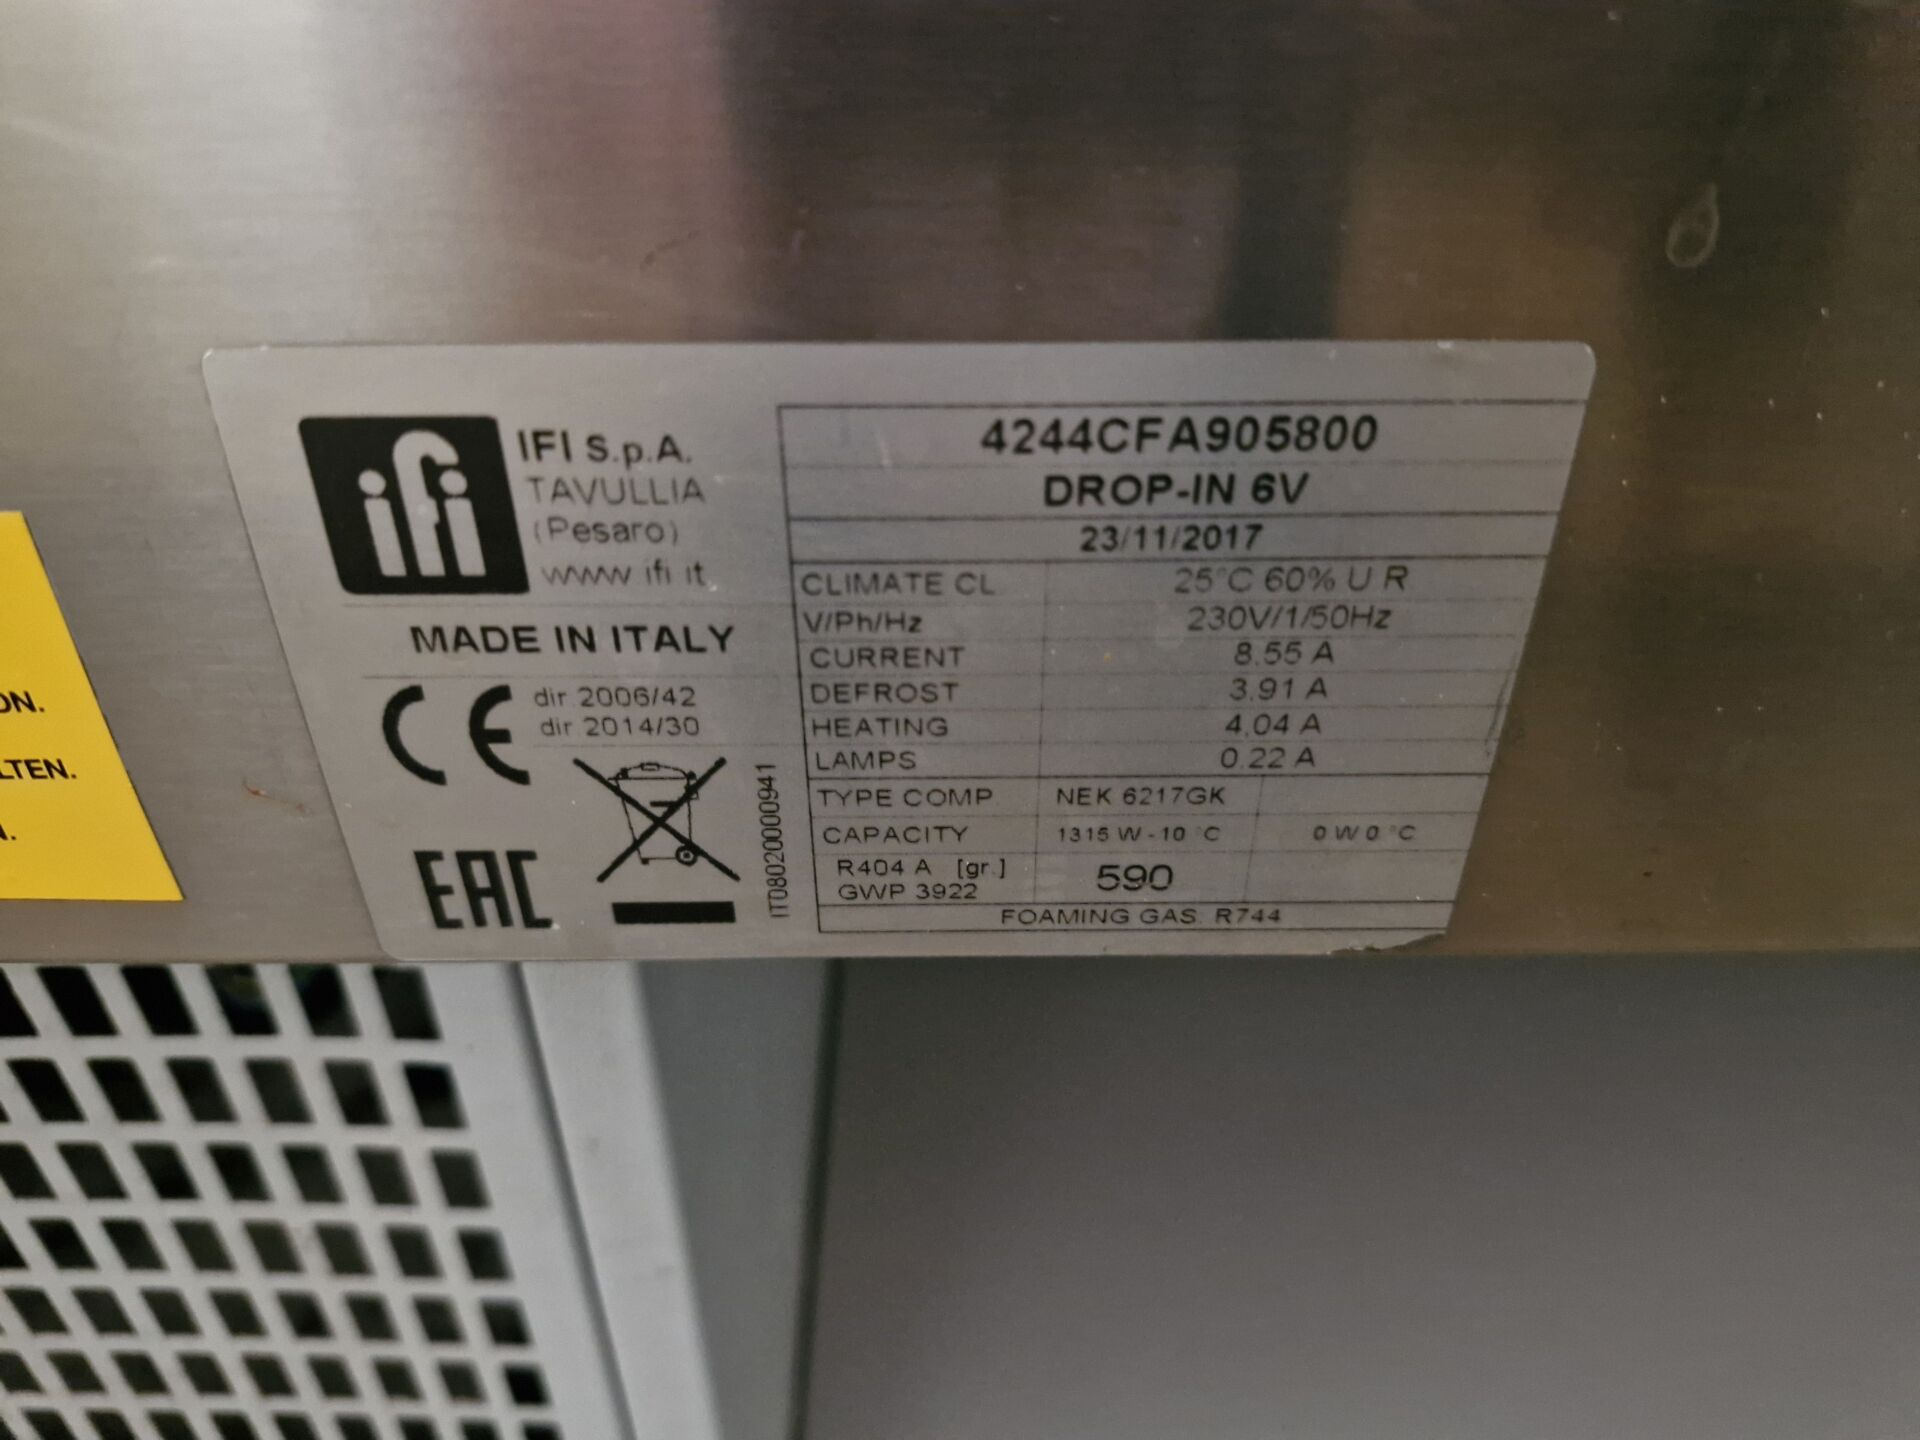 ifi
IFI S.p.A.
TAVULLIA
(Pesaro)
www.ifi.it
MADE IN ITALY
CE
dir. 2006/42
dir. 2014/30
EAC
IT08020000941
4244CFA905800
DROP-IN 6V
23/11/2017
CLIMATE CL 25°C 60% U R
V/Ph/Hz 230V/1/50Hz
CURRENT 8.55 A
DEFROST 3.91 A
HEATING 4.04 A
LAMPS 0.22 A
TYPE COMP. NEK 6217GK
CAPACITY 1315 W -10 °C 0 W 0 °C
R404 A [gr.] 590
GWP 3922
FOAMING GAS: R744
ON.
LTEN.